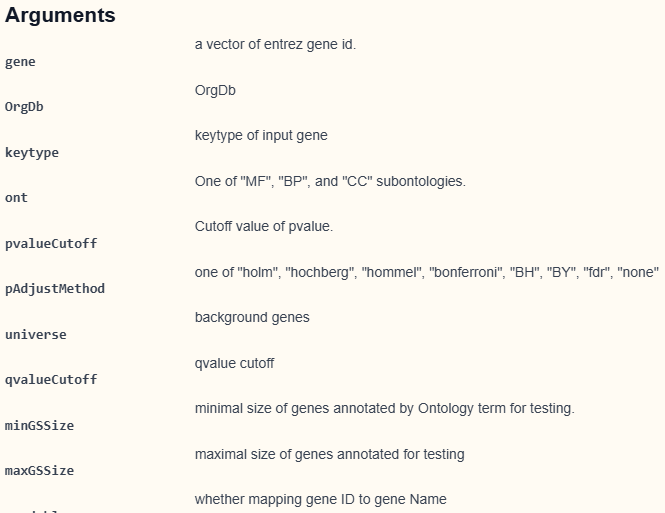 Arguments
a vector of entrez gene id.
gene
OrgDb
OrgDb
keytype of input gene
keytype
One of "MF", "BP", and "CC" subontologies.
ont
Cutoff value of pvalue.
pvalueCutoff
one of "holm", "hochberg", "hommel", "bonferroni", "BH", "BY", "fdr", "none"
pAdjustMethod
background genes
universe
qvalue cutoff
qvalueCutoff
minimal size of genes annotated by Ontology term for testing.
minGSSize
maximal size of genes annotated for testing
maxGSSize
whether mapping gene ID to gene Name